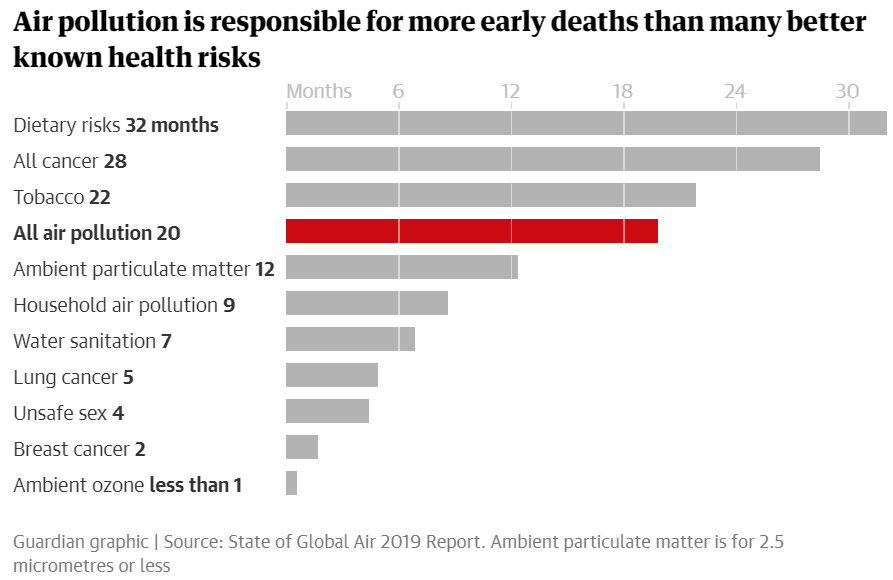 Air pollution is responsible for more early deaths than many better
known health risks
Months 6 12 18 24 30
Dietary risks 32 months
All cancer 28
Tobacco 22
All air pollution 20
Ambient particulate matter 12
Household air pollution 9
Water sanitation 7
Lung cancer 5
Unsafe sex 4
Breast cancer 2
Ambient ozone less than 1
Guardian graphic | Source: State of Global Air 2019 Report. Ambient particulate matter is for 2.5
micrometres or less